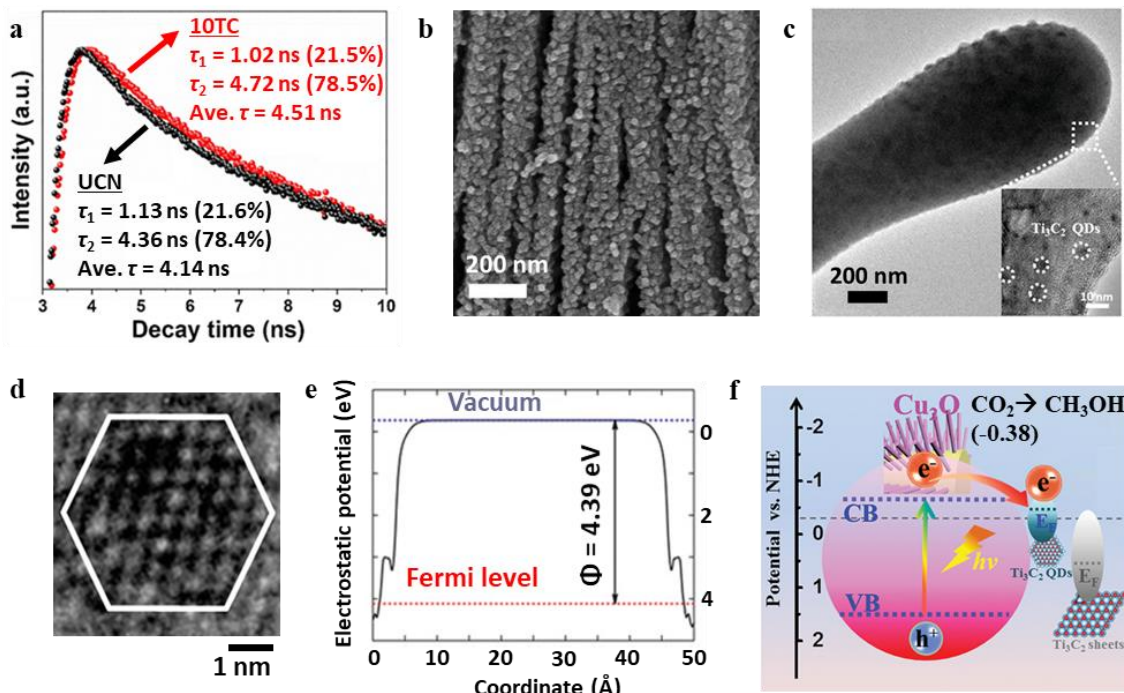 a
Intensity (a.u.)
10TC
τ₁ = 1.02 ns (21.5%)
τ₂ = 4.72 ns (78.5%)
Ave. τ = 4.51 ns
UCN
τ₁ = 1.13 ns (21.6%)
τ₂ = 4.36 ns (78.4%)
Ave. τ = 4.14 ns
3 4 5 6 7 8 9 10
Decay time (ns)
b
200 nm
c
Ti₃C₂ QDs
10 nm
200 nm
d
1 nm
e
Electrostatic potential (eV)
Vacuum
Φ = 4.39 eV
Fermi level
0
2
4
0 10 20 30 40 50
Coordinate (Å)
f
Potential vs. NHE
-2
-1
0
1
2
Cu₂O
CO₂→ CH₃OH
(-0.38)
e⁻
e⁻
CB
E_F
hν
Ti₃C₂ QDs
E_F
VB
h⁺
Ti₃C₂ sheets